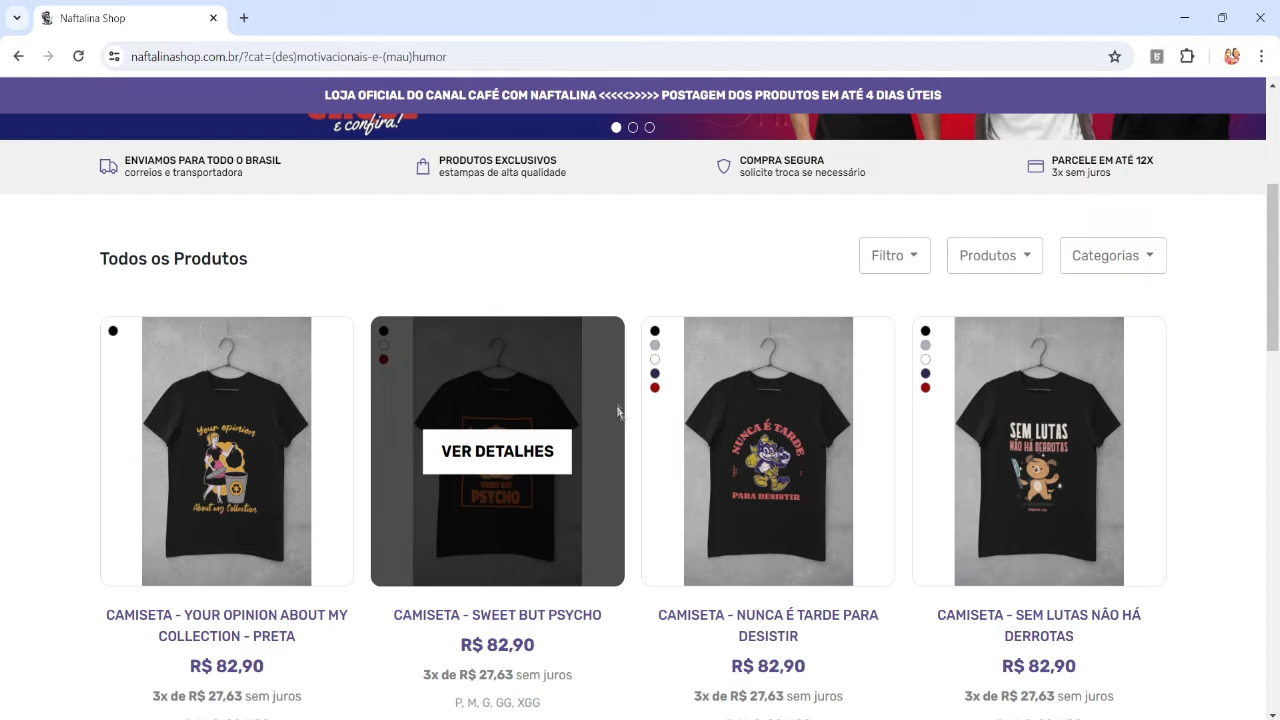 Naftalina Shop
naftalinashop.com.br/?cat=(des)motivacionais-e-(mau)humor
LOJA OFICIAL DO CANAL CAFÉ COM NAFTALINA <<<<>>>>> POSTAGEM DOS PRODUTOS EM ATÉ 4 DIAS ÚTEIS
E CONFIRA!
ENVIAMOS PARA TODO O BRASIL
correios e transportadora
PRODUTOS EXCLUSIVOS
estampas de alta qualidade
COMPRA SEGURA
solicite troca se necessário
PARCELE EM ATÉ 12X
3x sem juros
Todos os Produtos
Filtro
Produtos
Categorias
Your opinion
About my Collection
VER DETALHES
SWEET BUT
PSYCHO
NUNCA É TARDE
PARA DESISTIR
SEM LUTAS
NÃO HÁ DERROTAS
CAMISETA - YOUR OPINION ABOUT MY
COLLECTION - PRETA
R$ 82,90
3x de R$ 27,63 sem juros
CAMISETA - SWEET BUT PSYCHO
R$ 82,90
3x de R$ 27,63 sem juros
P, M, G, GG, XGG
CAMISETA - NUNCA É TARDE PARA
DESISTIR
R$ 82,90
3x de R$ 27,63 sem juros
CAMISETA - SEM LUTAS NÃO HÁ
DERROTAS
R$ 82,90
3x de R$ 27,63 sem juros